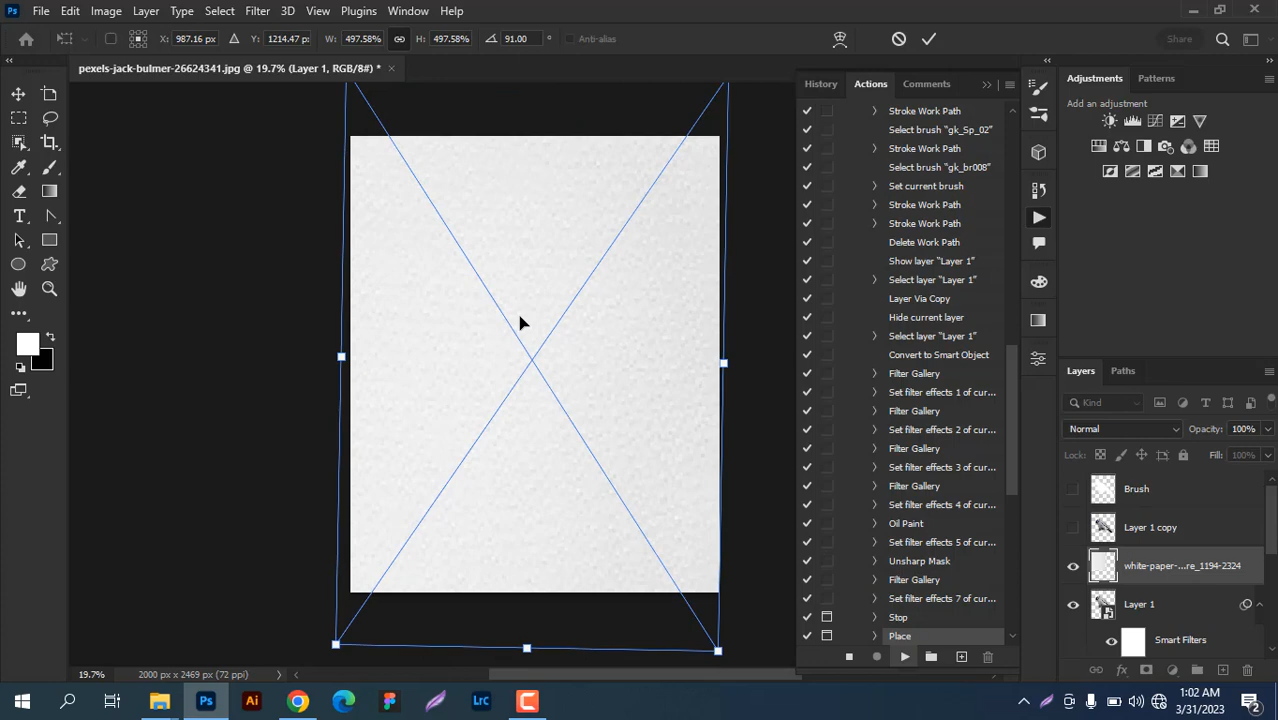 Ps File Edit Image Layer Type Select Filter 3D View Plugins Window Help
X: 987.16 px Y: 1214.47 px W: 497.58% H: 497.58% 91.00 ° Anti-alias Share
pexels-jack-bulmer-26624341.jpg @ 19.7% (Layer 1, RGB/8#) * ×
History Actions Comments
Stroke Work Path
Select brush “gk_Sp_02”
Stroke Work Path
Select brush “gk_br008”
Set current brush
Stroke Work Path
Stroke Work Path
Delete Work Path
Show layer “Layer 1”
Select layer “Layer 1”
Layer Via Copy
Hide current layer
Select layer “Layer 1”
Convert to Smart Object
Filter Gallery
Set filter effects 1 of cur...
Filter Gallery
Set filter effects 2 of cur...
Filter Gallery
Set filter effects 3 of cur...
Filter Gallery
Set filter effects 4 of cur...
Oil Paint
Set filter effects 5 of cur...
Unsharp Mask
Filter Gallery
Set filter effects 7 of cur...
Stop
Place
Adjustments Patterns
Add an adjustment
Layers Paths
Kind
Normal Opacity: 100%
Lock: Fill: 100%
Brush
Layer 1 copy
white-paper-...re_1194-2324
Layer 1
Smart Filters
19.7% 2000 px x 2469 px (72 ppi)
Ps Ai LrC 1:02 AM
3/31/2023
2